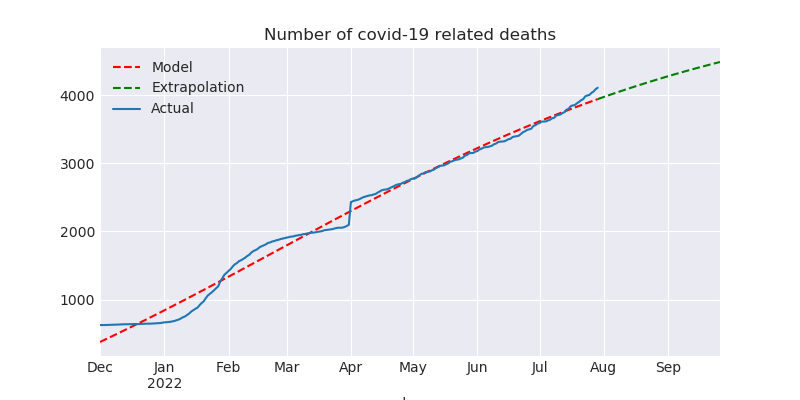 Number of covid-19 related deaths
Model
Extrapolation
Actual
4000
3000
2000
1000
Dec Jan Feb Mar Apr May Jun Jul Aug Sep
2022